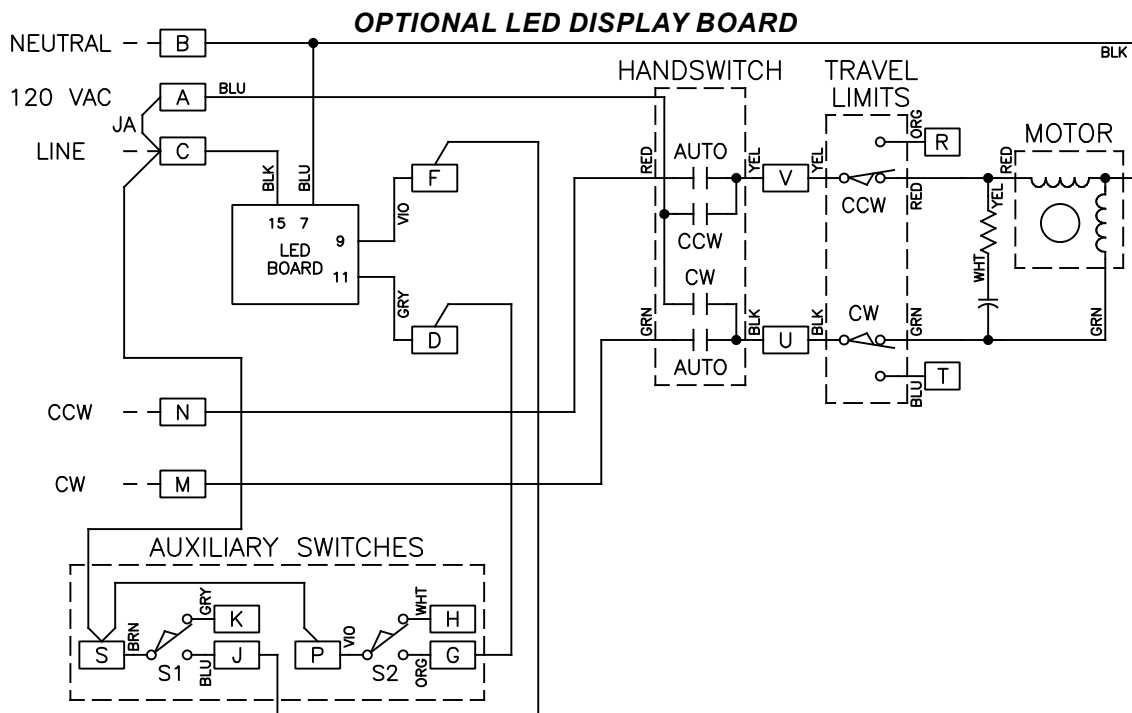 OPTIONAL LED DISPLAY BOARD
NEUTRAL
B
BLK
120 VAC
A
BLU
JA
LINE
C
HANDSWITCH
TRAVEL
LIMITS
MOTOR
BLK
BLU
F
VIO
15 7
9
LED
BOARD
11
GRY
D
RED
AUTO
YEL
V
YEL
CCW
ORG
R
RED
RED
YEL
CCW
CW
WHT
GRN
AUTO
BLK
U
BLK
CW
GRN
GRN
BLU
T
CCW
N
CW
M
AUXILIARY SWITCHES
S
BRN
S1
GRY
K
BLU
J
P
VIO
S2
WHT
H
ORG
G